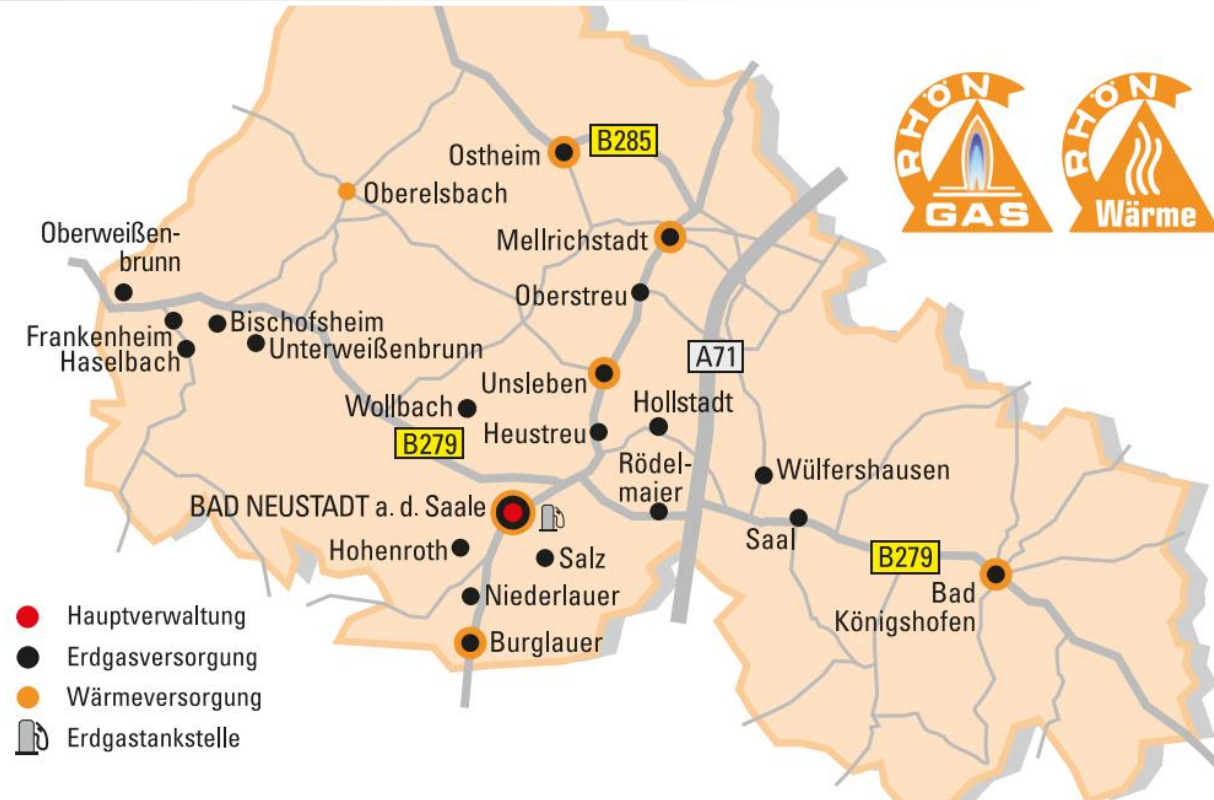 RHÖN
GAS
RHÖN
Wärme
B285
Ostheim
Oberelsbach
Mellrichstadt
Oberweißen-
brunn
Oberstreu
Frankenheim
Bischofsheim
Haselbach
Unterweißenbrunn
A71
Unsleben
Wollbach
Hollstadt
B279
Heustreu
Rödel-
maier
Wülfershausen
BAD NEUSTADT a. d. Saale
Saal
Hohenroth
Salz
B279
Bad
Königshofen
Niederlauer
Burglauer
Hauptverwaltung
Erdgasversorgung
Wärmeversorgung
Erdgastankstelle